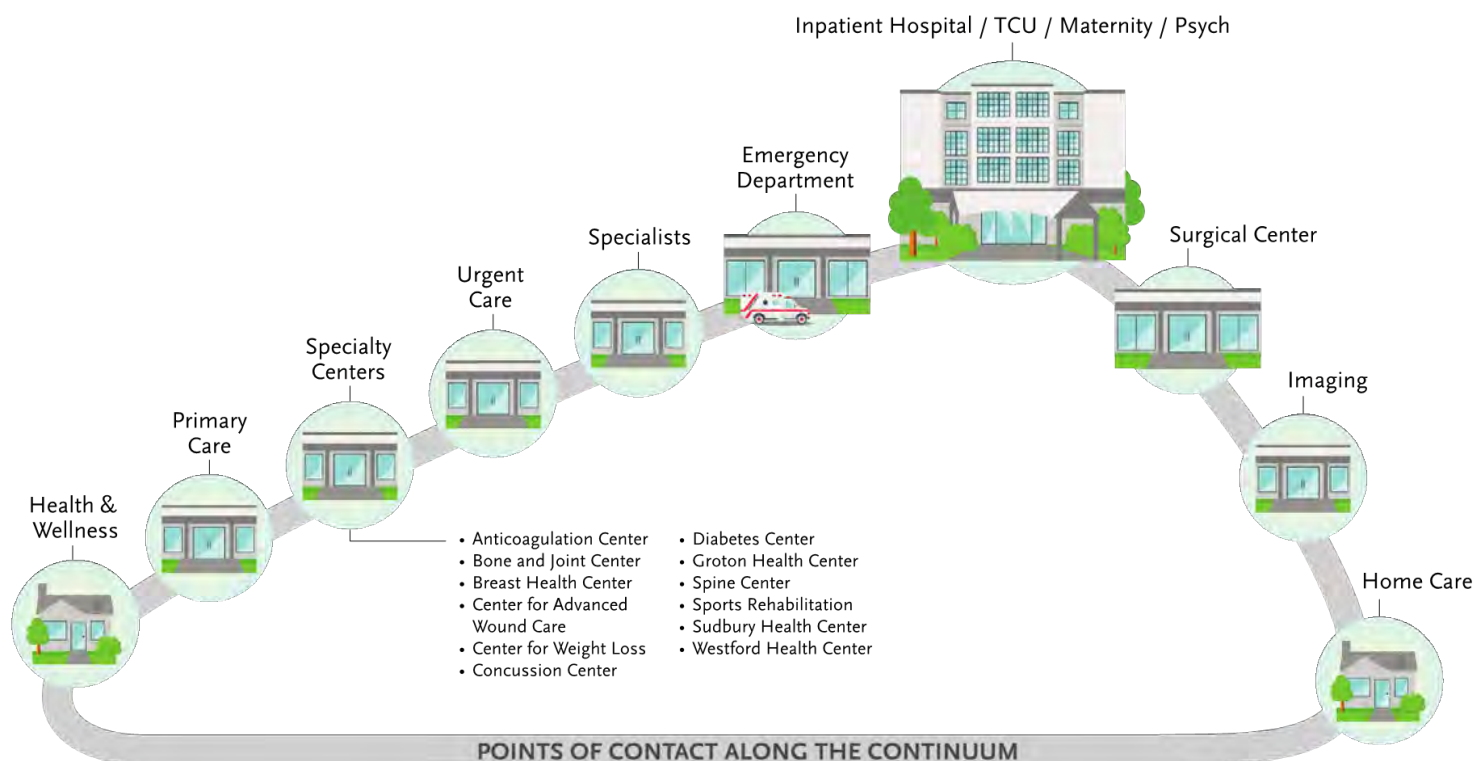 Inpatient Hospital / TCU / Maternity / Psych
Emergency
Department
Surgical Center
Specialists
Urgent
Care
Imaging
Specialty
Centers
Primary
Care
Health &
Wellness
• Anticoagulation Center
• Bone and Joint Center
• Breast Health Center
• Center for Advanced
Wound Care
• Center for Weight Loss
• Concussion Center
• Diabetes Center
• Groton Health Center
• Spine Center
• Sports Rehabilitation
• Sudbury Health Center
• Westford Health Center
Home Care
POINTS OF CONTACT ALONG THE CONTINUUM